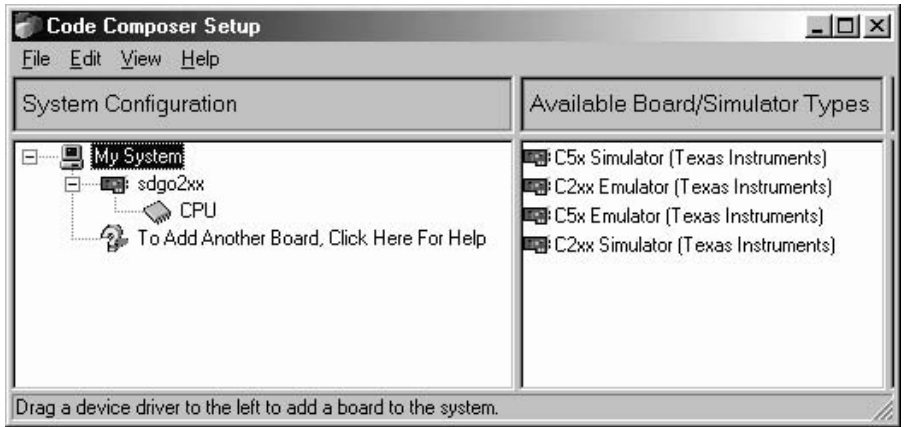 Code Composer Setup
File Edit View Help
System Configuration
Available Board/Simulator Types
My System
sdgo2xx
CPU
To Add Another Board, Click Here For Help
C5x Simulator (Texas Instruments)
C2xx Emulator (Texas Instruments)
C5x Emulator (Texas Instruments)
C2xx Simulator (Texas Instruments)
Drag a device driver to the left to add a board to the system.